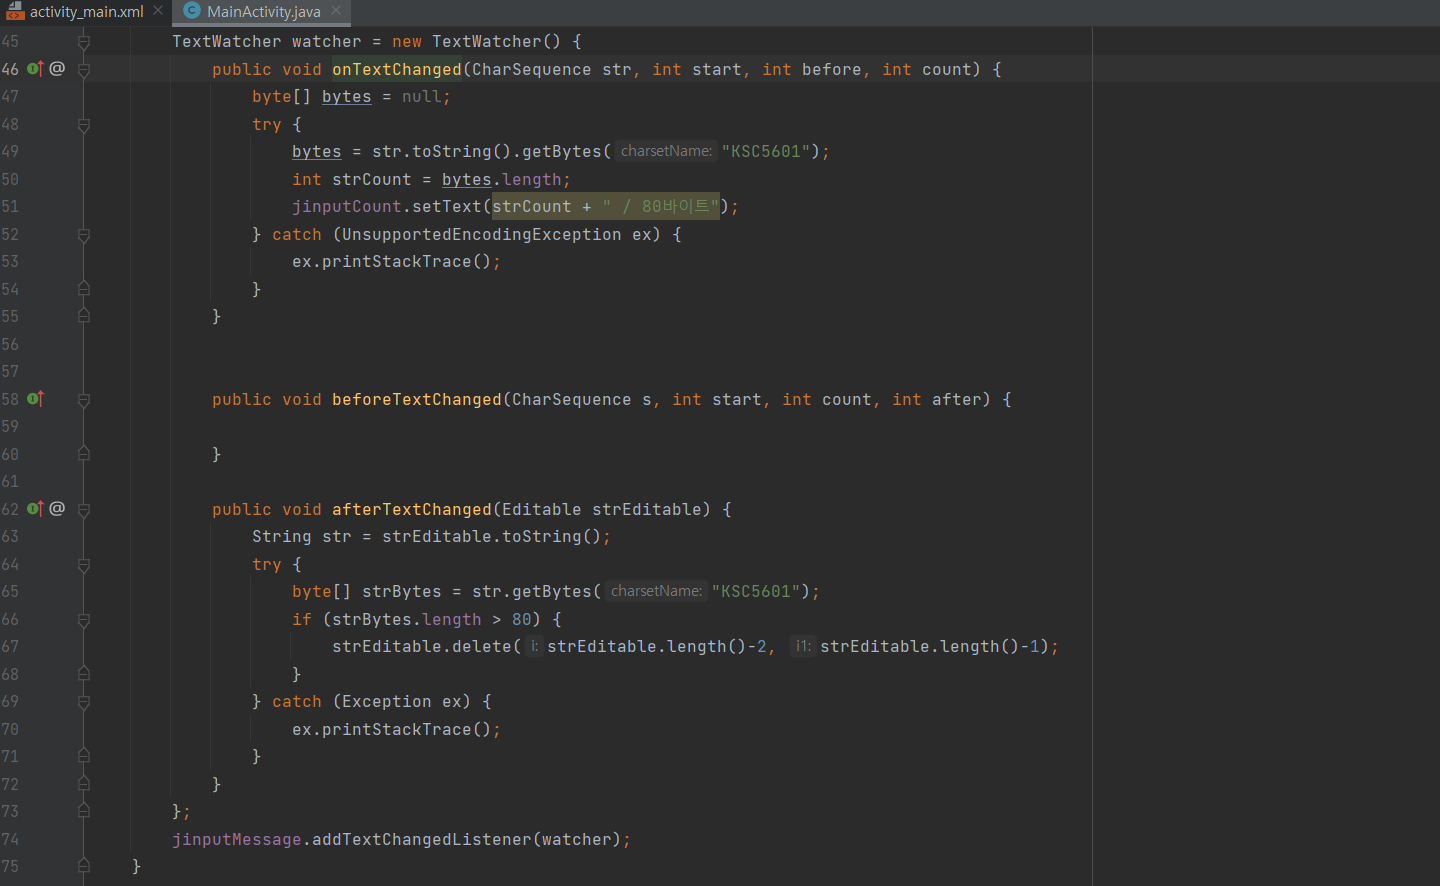 activity_main.xml MainActivity.java
45 TextWatcher watcher = new TextWatcher() {
46 @ public void onTextChanged(CharSequence str, int start, int before, int count) {
47 byte[] bytes = null;
48 try {
49 bytes = str.toString().getBytes( charsetName: "KSC5601");
50 int strCount = bytes.length;
51 jinputCount.setText(strCount + " / 80바이트");
52 } catch (UnsupportedEncodingException ex) {
53 ex.printStackTrace();
54 }
55 }
56
57
58 public void beforeTextChanged(CharSequence s, int start, int count, int after) {
59
60 }
61
62 @ public void afterTextChanged(Editable strEditable) {
63 String str = strEditable.toString();
64 try {
65 byte[] strBytes = str.getBytes( charsetName: "KSC5601");
66 if (strBytes.length > 80) {
67 strEditable.delete( i: strEditable.length()-2, i1: strEditable.length()-1);
68 }
69 } catch (Exception ex) {
70 ex.printStackTrace();
71 }
72 }
73 };
74 jinputMessage.addTextChangedListener(watcher);
75 }